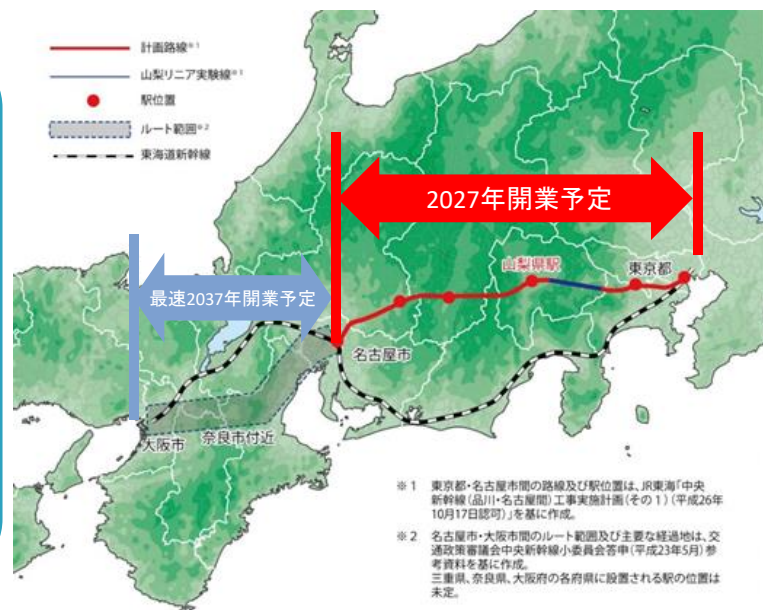 計画路線※1
山梨リニア実験線※1
駅位置
ルート範囲※2
東海道新幹線
2027年開業予定
最速2037年開業予定
山梨県駅
東京都
名古屋市
大阪市
奈良市付近
※1 東京都・名古屋市間の路線及び駅位置は、JR東海「中央
新幹線(品川・名古屋間)工事実施計画(その1)(平成26年
10月17日認可)」を基に作成。
※2 名古屋市・大阪市間のルート範囲及び主要な経過地は、交
通政策審議会中央新幹線小委員会答申(平成23年5月)参
考資料を基に作成。
三重県、奈良県、大阪府の各府県に設置される駅の位置は
未定。